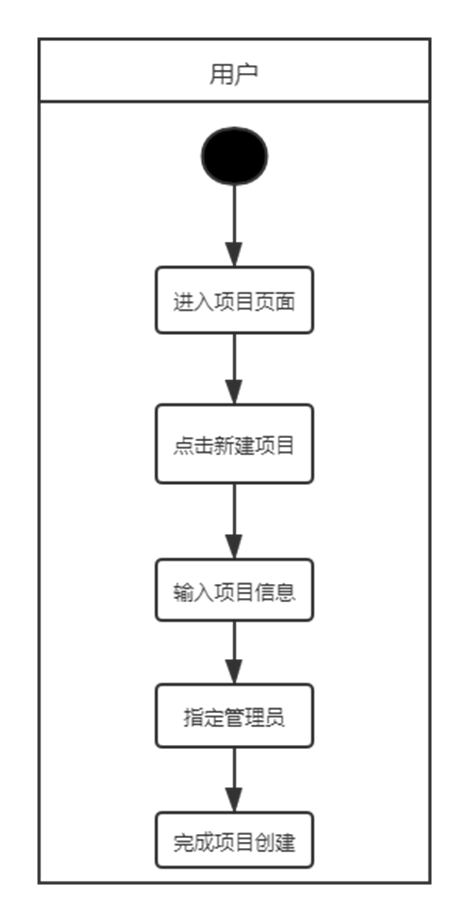 用户
进入项目页面
点击新建项目
输入项目信息
指定管理员
完成项目创建